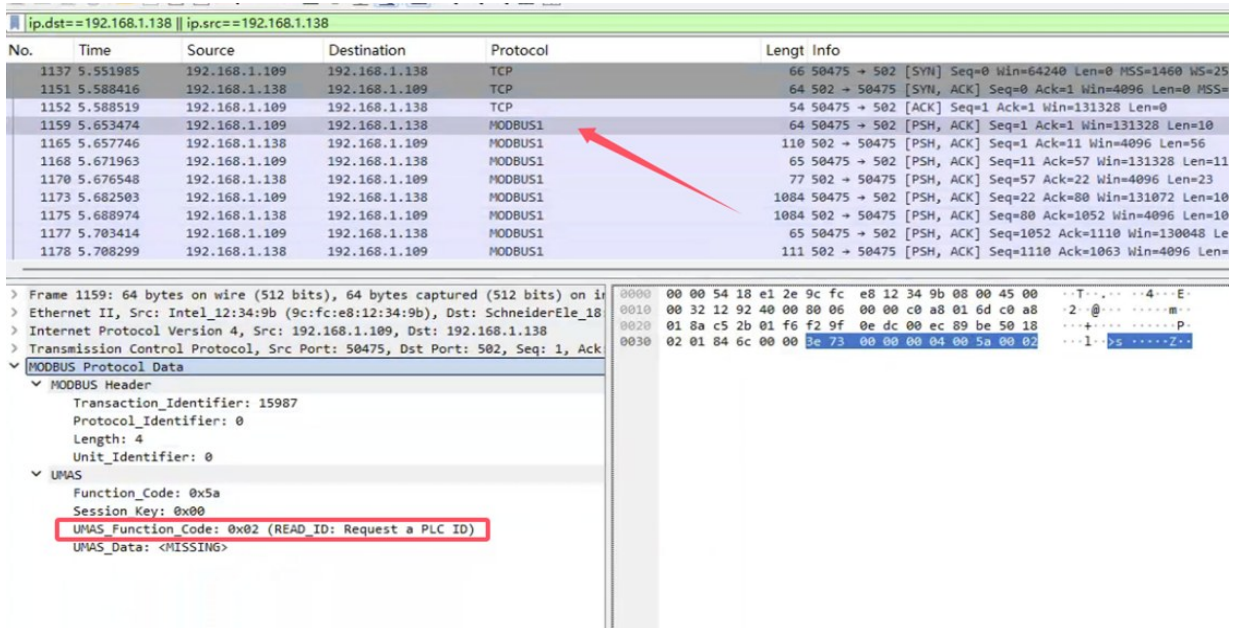 ip.dst==192.168.1.138 || ip.src==192.168.1.138
No. Time Source Destination Protocol Lengt Info
1137 5.551985 192.168.1.109 192.168.1.138 TCP 66 50475 → 502 [SYN] Seq=0 Win=64240 Len=0 MSS=1460 WS=25
1151 5.588416 192.168.1.138 192.168.1.109 TCP 64 502 → 50475 [SYN, ACK] Seq=0 Ack=1 Win=4096 Len=0 MSS=
1152 5.588519 192.168.1.109 192.168.1.138 TCP 54 50475 → 502 [ACK] Seq=1 Ack=1 Win=131328 Len=0
1159 5.653474 192.168.1.109 192.168.1.138 MODBUS1 64 50475 → 502 [PSH, ACK] Seq=1 Ack=1 Win=131328 Len=10
1165 5.657746 192.168.1.138 192.168.1.109 MODBUS1 110 502 → 50475 [PSH, ACK] Seq=1 Ack=11 Win=4096 Len=56
1168 5.671963 192.168.1.109 192.168.1.138 MODBUS1 65 50475 → 502 [PSH, ACK] Seq=11 Ack=57 Win=131328 Len=11
1170 5.676548 192.168.1.138 192.168.1.109 MODBUS1 77 502 → 50475 [PSH, ACK] Seq=57 Ack=22 Win=4096 Len=23
1173 5.682503 192.168.1.109 192.168.1.138 MODBUS1 1084 50475 → 502 [PSH, ACK] Seq=22 Ack=80 Win=131072 Len=10
1175 5.688974 192.168.1.138 192.168.1.109 MODBUS1 1084 502 → 50475 [PSH, ACK] Seq=80 Ack=1052 Win=4096 Len=10
1177 5.703414 192.168.1.109 192.168.1.138 MODBUS1 65 50475 → 502 [PSH, ACK] Seq=1052 Ack=1110 Win=130048 Le
1178 5.708299 192.168.1.138 192.168.1.109 MODBUS1 111 502 → 50475 [PSH, ACK] Seq=1110 Ack=1063 Win=4096 Len=
Frame 1159: 64 bytes on wire (512 bits), 64 bytes captured (512 bits) on
Ethernet II, Src: Intel_12:34:9b (9c:fc:e8:12:34:9b), Dst: SchneiderEle_18
Internet Protocol Version 4, Src: 192.168.1.109, Dst: 192.168.1.138
Transmission Control Protocol, Src Port: 50475, Dst Port: 502, Seq: 1, Ack
MODBUS Protocol Data
MODBUS Header
Transaction_Identifier: 15987
Protocol_Identifier: 0
Length: 4
Unit_Identifier: 0
UMAS
Function_Code: 0x5a
Session Key: 0x00
UMAS_Function_Code: 0x02 (READ_ID: Request a PLC ID)
UMAS_Data: <MISSING>
0000 00 00 54 18 e1 2e 9c fc e8 12 34 9b 08 00 45 00 ··T··.·· ··4···E·
0010 00 32 12 92 40 00 80 06 00 00 c0 a8 01 6d c0 a8 ·2··@··· ·····m··
0020 01 8a c5 2b 01 f6 f2 9f 0e dc 00 ec 89 be 50 18 ···+···· ······P·
0030 02 01 84 6c 00 00 3e 73 00 00 00 04 00 5a 00 02 ···l··>s ·····Z··